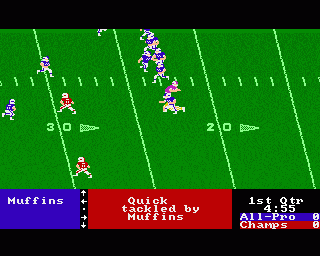 30 20
Muffins
Quick
tackled by
Muffins
1st Qtr
4:55
All-Pro 0
Champs 0